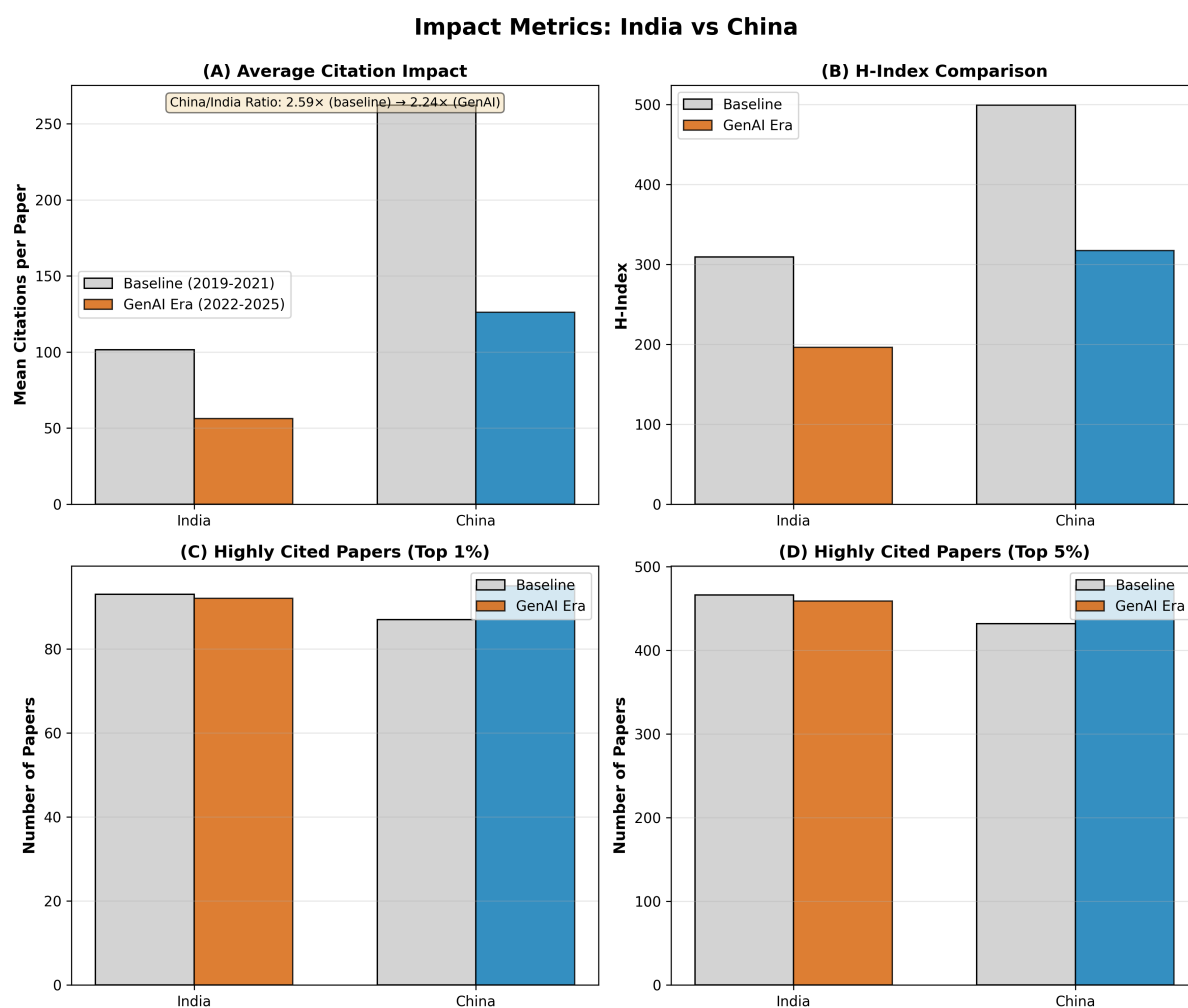 Impact Metrics: India vs China
(A) Average Citation Impact
China/India Ratio: 2.59× (baseline) → 2.24× (GenAI)
Mean Citations per Paper
250
200
150
100
50
0
Baseline (2019-2021)
GenAI Era (2022-2025)
India
China
(B) H-Index Comparison
H-Index
500
400
300
200
100
0
Baseline
GenAI Era
India
China
(C) Highly Cited Papers (Top 1%)
Number of Papers
80
60
40
20
0
Baseline
GenAI Era
India
China
(D) Highly Cited Papers (Top 5%)
Number of Papers
500
400
300
200
100
0
Baseline
GenAI Era
India
China